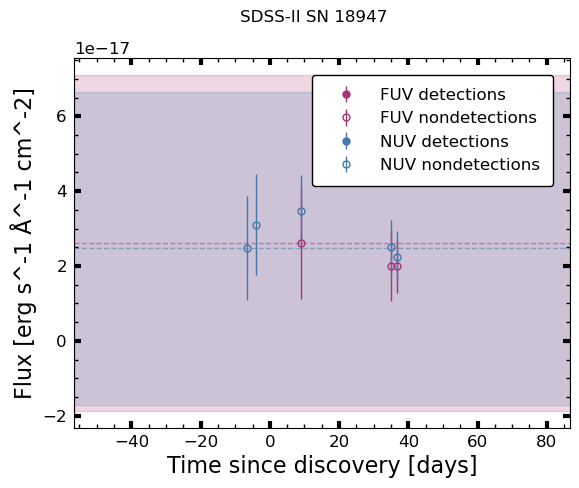 SDSS-II SN 18947
1e−17
Flux [erg s^-1 Å^-1 cm^-2]
6
4
2
0
−2
FUV detections
FUV nondetections
NUV detections
NUV nondetections
−40 −20 0 20 40 60 80
Time since discovery [days]